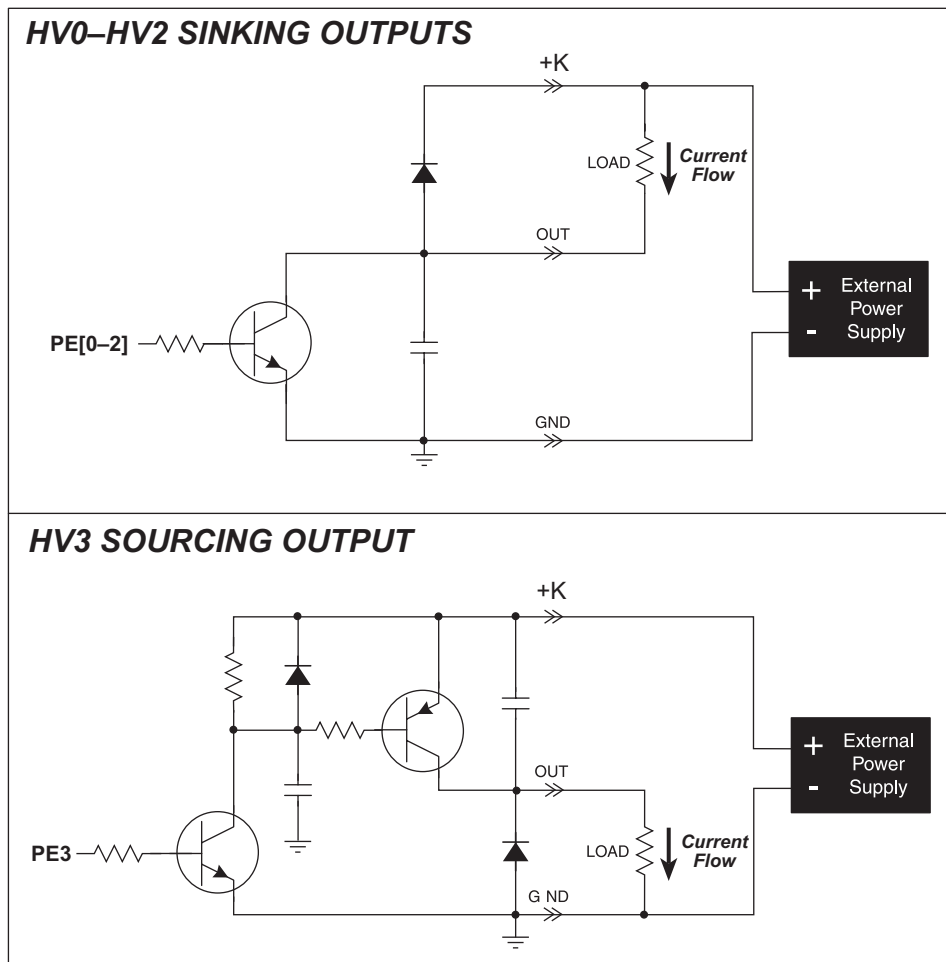 HV0–HV2 SINKING OUTPUTS
+K
LOAD
Current
Flow
OUT
+ External
Power
- Supply
PE[0–2]
GND
HV3 SOURCING OUTPUT
+K
+ External
Power
- Supply
OUT
PE3
LOAD
Current
Flow
G ND